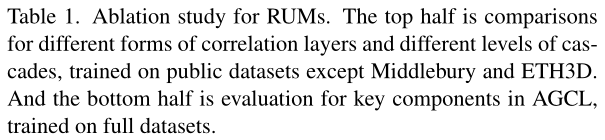 Table 1. Ablation study for RUMs. The top half is comparisons
for different forms of correlation layers and different levels of cas-
cades, trained on public datasets except Middlebury and ETH3D.
And the bottom half is evaluation for key components in AGCL,
trained on full datasets.